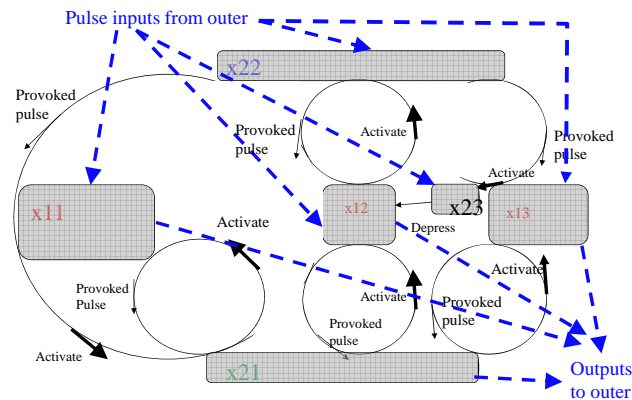 Pulse inputs from outer
x22
Provoked
pulse
Provoked
pulse
Activate
Provoked
pulse
Activate
x11
x12
x23
x13
Depress
Activate
Activate
Provoked
Pulse
Activate
Provoked
pulse
Provoked
pulse
Activate
x21
Outputs
to outer